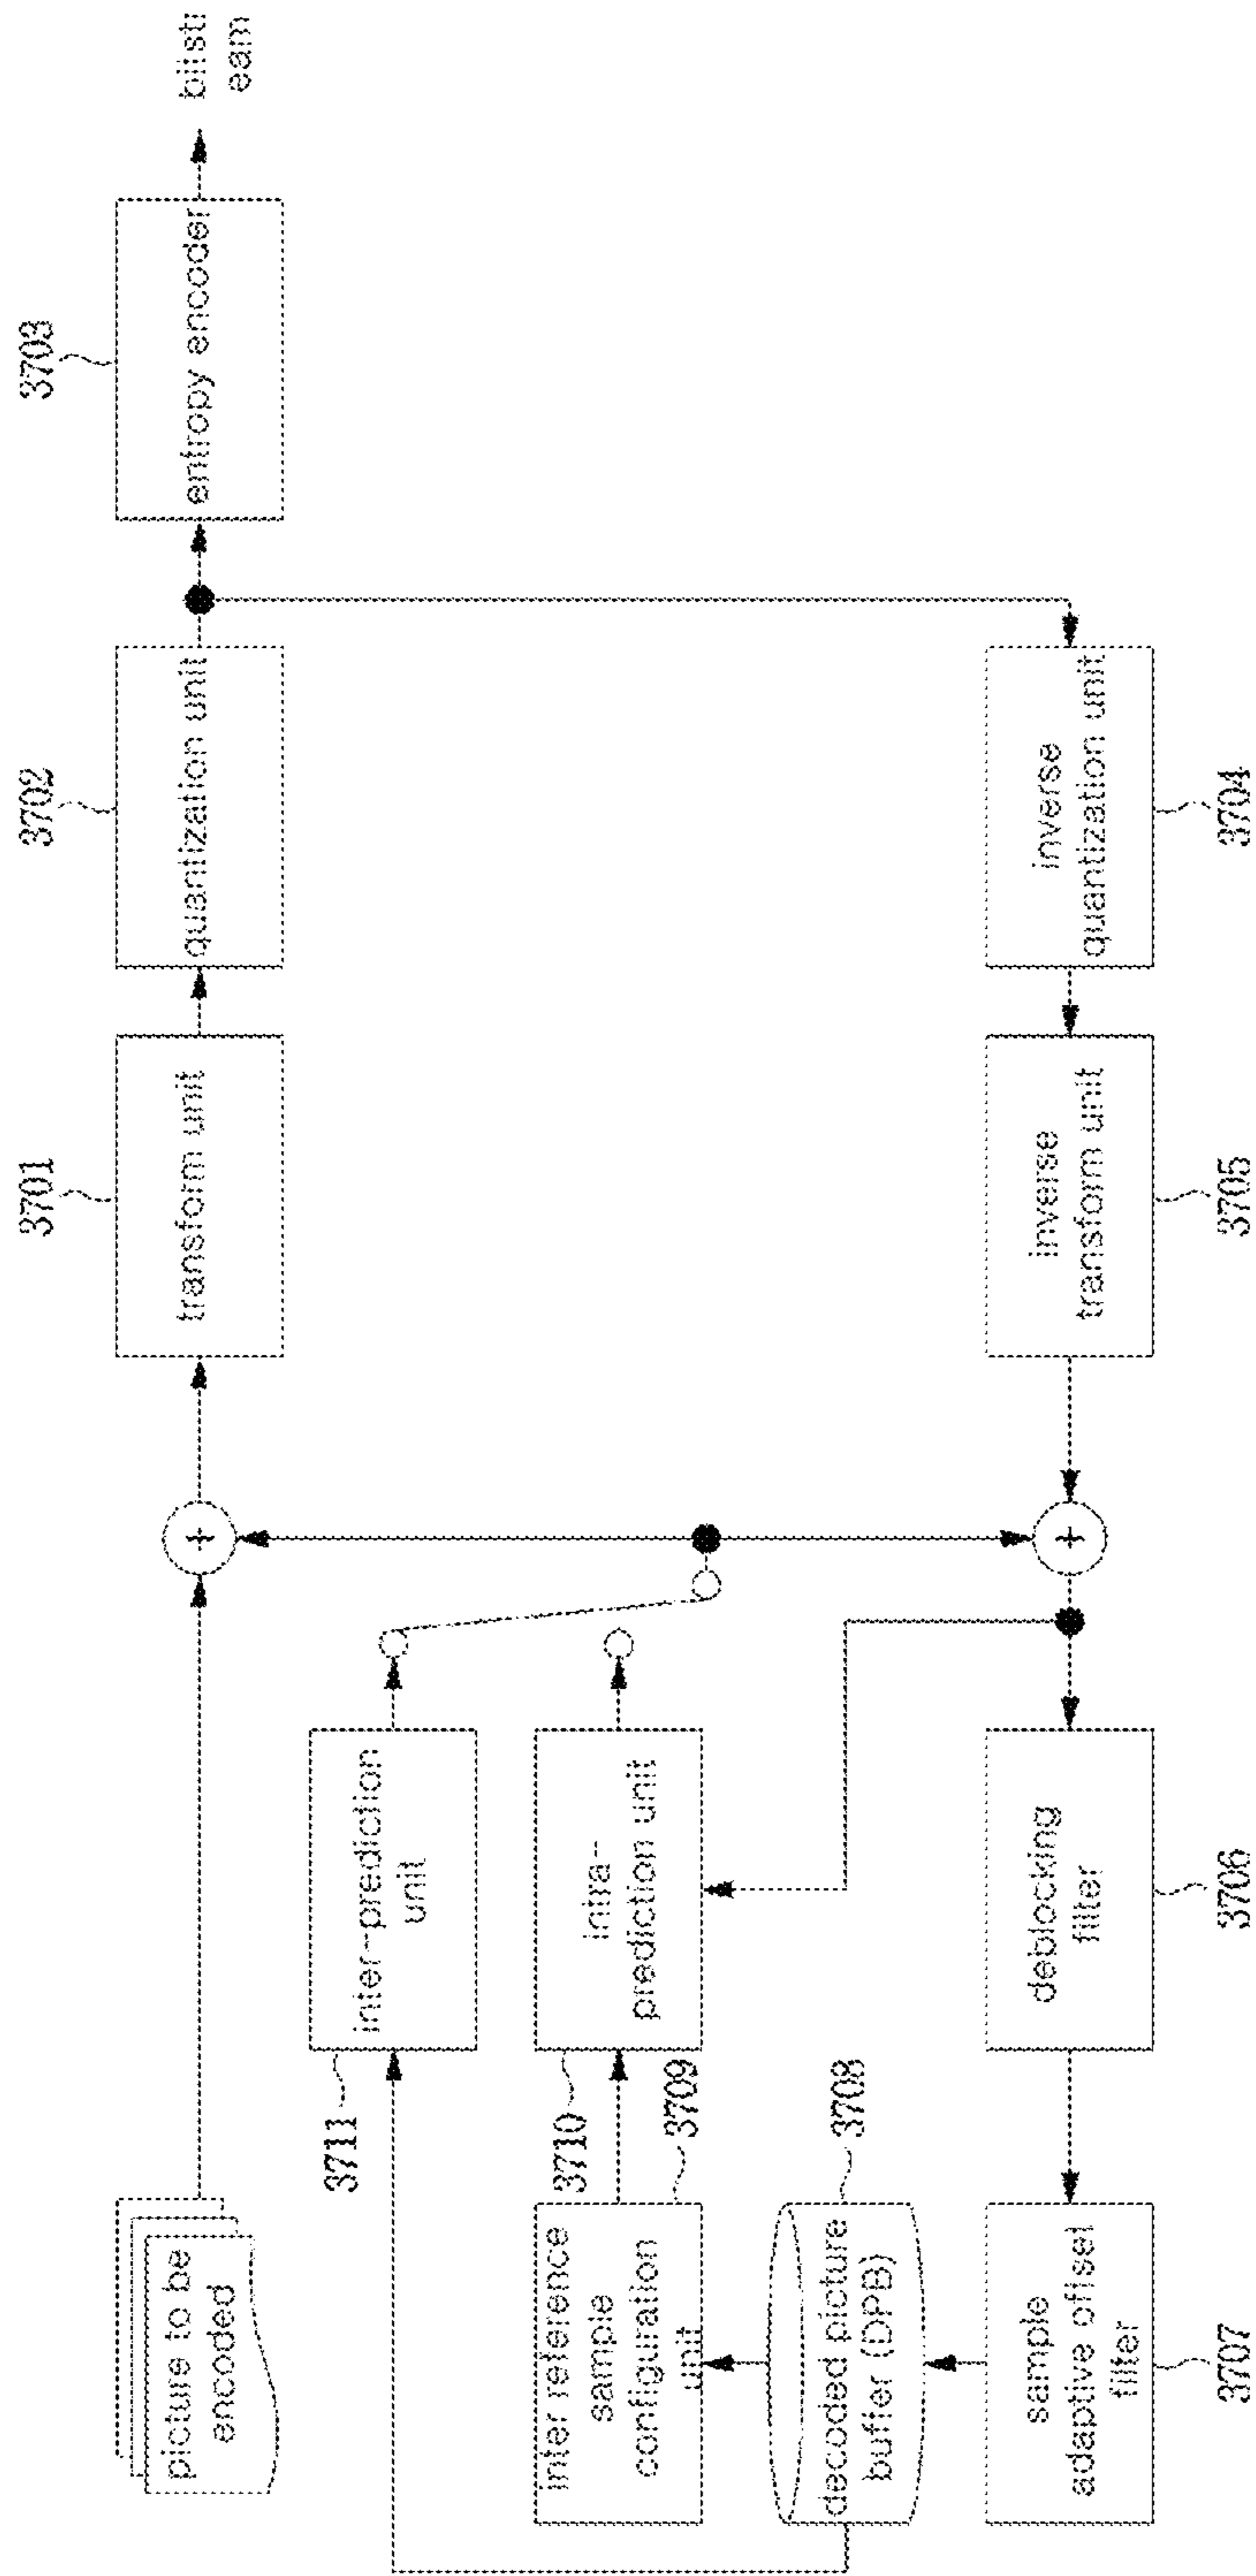 picture to be
encoded
3701
transform unit
3702
quantization unit
3703
entropy encoder
bitstr
eam
3711
inter-prediction
unit
3710
intra-
prediction unit
3709
inter reference
sample
configuration
unit
3708
decoded picture
buffer (DPB)
sample
adaptive offset
filter
3707
deblocking
filter
3706
inverse
transform unit
3705
inverse
quantization unit
3704
+
+